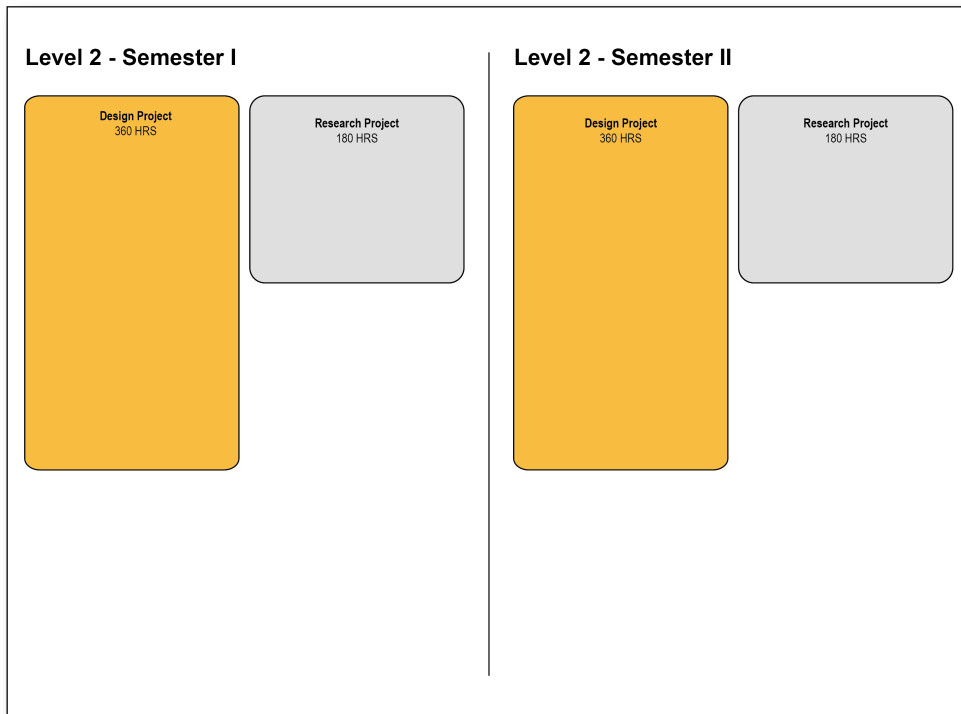 Level 2 - Semester I
Design Project
360 HRS
Research Project
180 HRS
Level 2 - Semester II
Design Project
360 HRS
Research Project
180 HRS